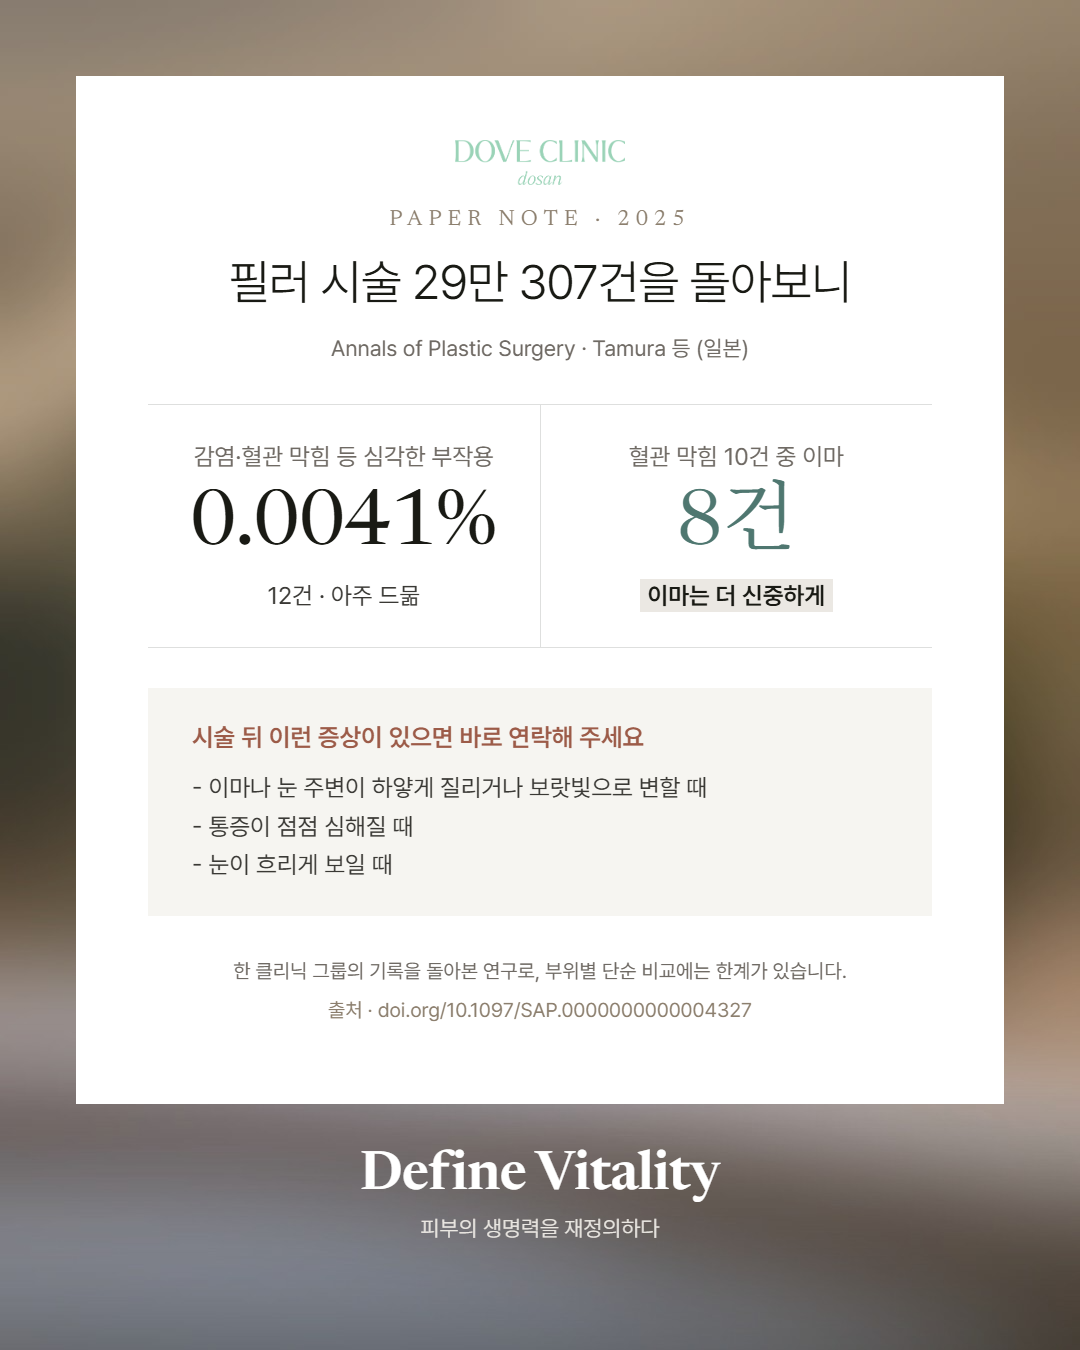 DOVE CLINIC
dosan
PAPER NOTE · 2025
필러 시술 29만 307건을 돌아보니
Annals of Plastic Surgery · Tamura 등 (일본)
감염·혈관 막힘 등 심각한 부작용
0.0041%
12건 · 아주 드묾
혈관 막힘 10건 중 이마
8건
이마는 더 신중하게
시술 뒤 이런 증상이 있으면 바로 연락해 주세요
- 이마나 눈 주변이 하얗게 질리거나 보랏빛으로 변할 때
- 통증이 점점 심해질 때
- 눈이 흐리게 보일 때
한 클리닉 그룹의 기록을 돌아본 연구로, 부위별 단순 비교에는 한계가 있습니다.
출처 · doi.org/10.1097/SAP.0000000000004327
Define Vitality
피부의 생명력을 재정의하다